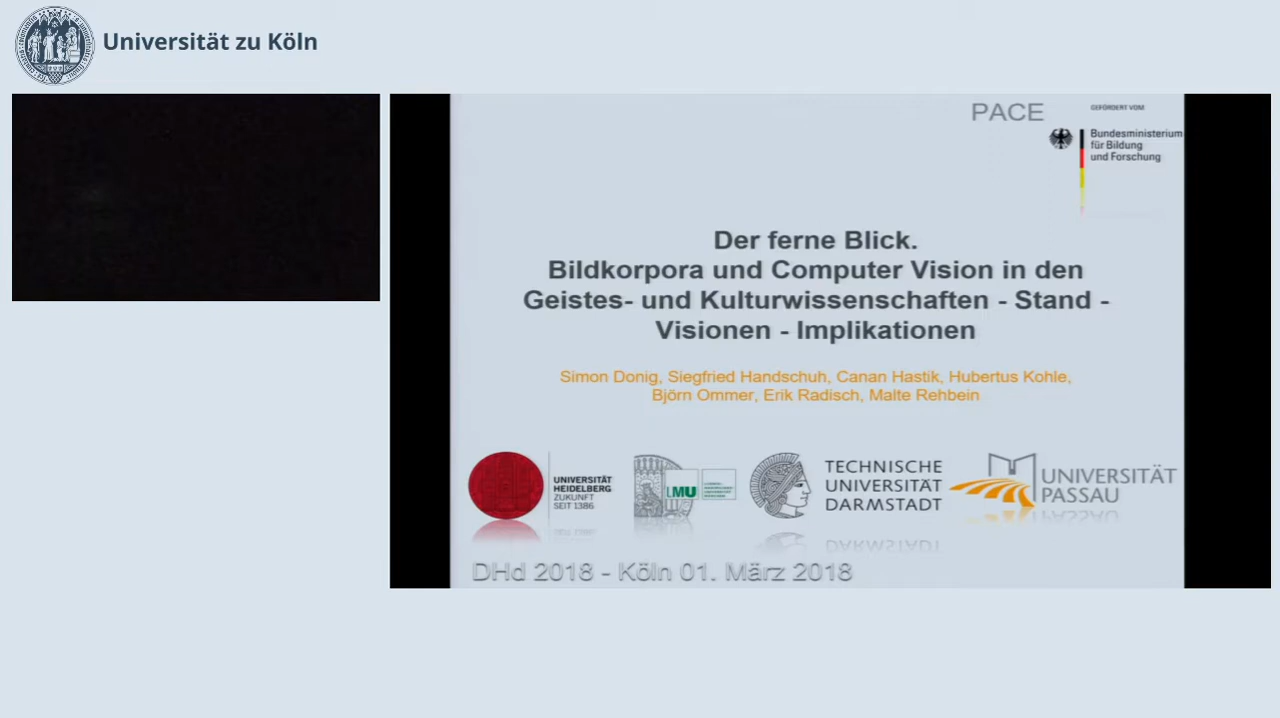 Universität zu Köln
PACE
GEFÖRDERT VOM
Bundesministerium
für Bildung
und Forschung
Der ferne Blick.
Bildkorpora und Computer Vision in den
Geistes- und Kulturwissenschaften - Stand -
Visionen - Implikationen
Simon Donig, Siegfried Handschuh, Canan Hastik, Hubertus Kohle,
Björn Ommer, Erik Radisch, Malte Rehbein
UNIVERSITÄT
HEIDELBERG
ZUKUNFT
SEIT 1386
LMU
TECHNISCHE
UNIVERSITÄT
DARMSTADT
UNIVERSITÄT
PASSAU
DHd 2018 - Köln 01. März 2018